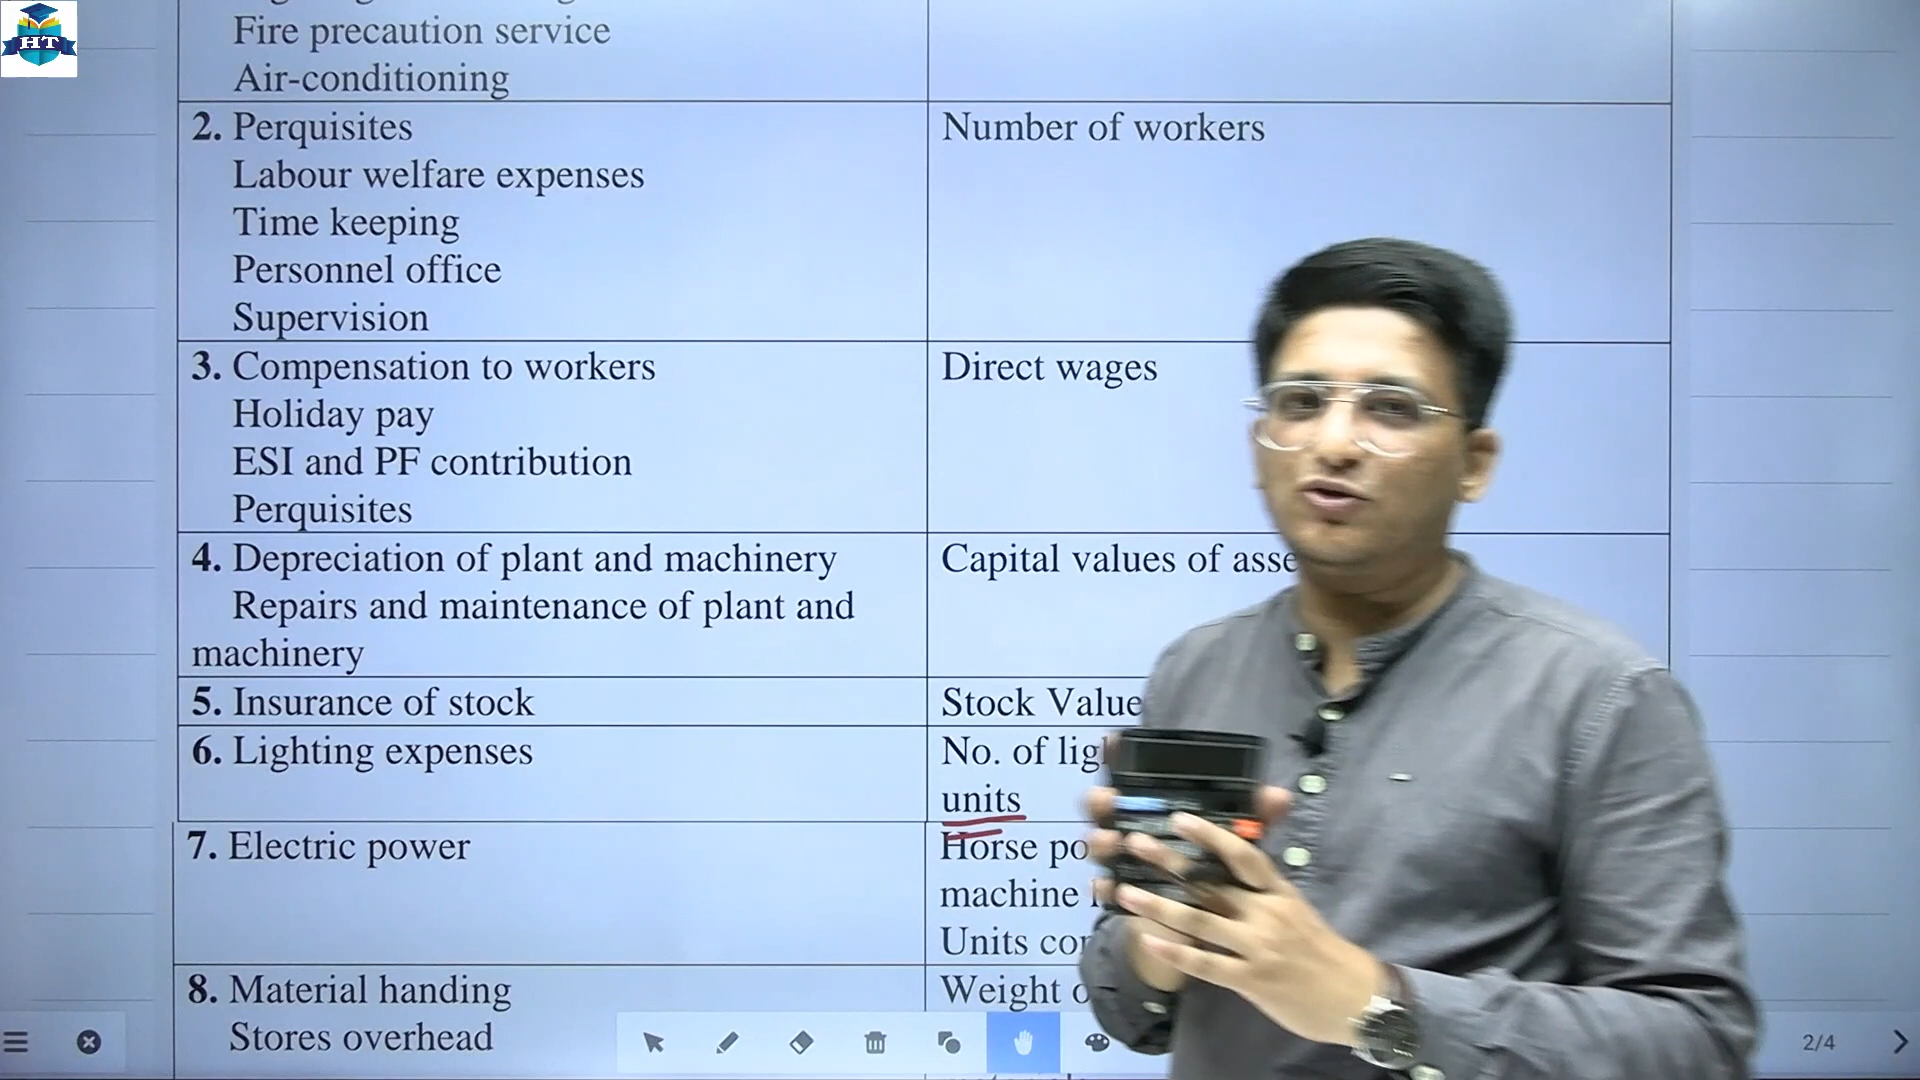 HT
Fire precaution service
Air-conditioning
2. Perquisites
Number of workers
Labour welfare expenses
Time keeping
Personnel office
Supervision
3. Compensation to workers
Direct wages
Holiday pay
ESI and PF contribution
Perquisites
4. Depreciation of plant and machinery
Capital values of asse
Repairs and maintenance of plant and
machinery
5. Insurance of stock
Stock Value
6. Lighting expenses
No. of lig
units
7. Electric power
Horse po
machine
Units co
8. Material handing
Weight o
Stores overhead
2/4